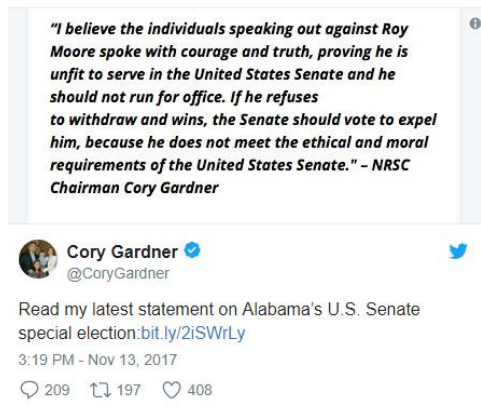 “I believe the individuals speaking out against Roy
Moore spoke with courage and truth, proving he is
unfit to serve in the United States Senate and he
should not run for office. If he refuses
to withdraw and wins, the Senate should vote to expel
him, because he does not meet the ethical and moral
requirements of the United States Senate." – NRSC
Chairman Cory Gardner
Cory Gardner
@CoryGardner
Read my latest statement on Alabama’s U.S. Senate
special election:bit.ly/2iSWrLy
3:19 PM - Nov 13, 2017
209 197 408